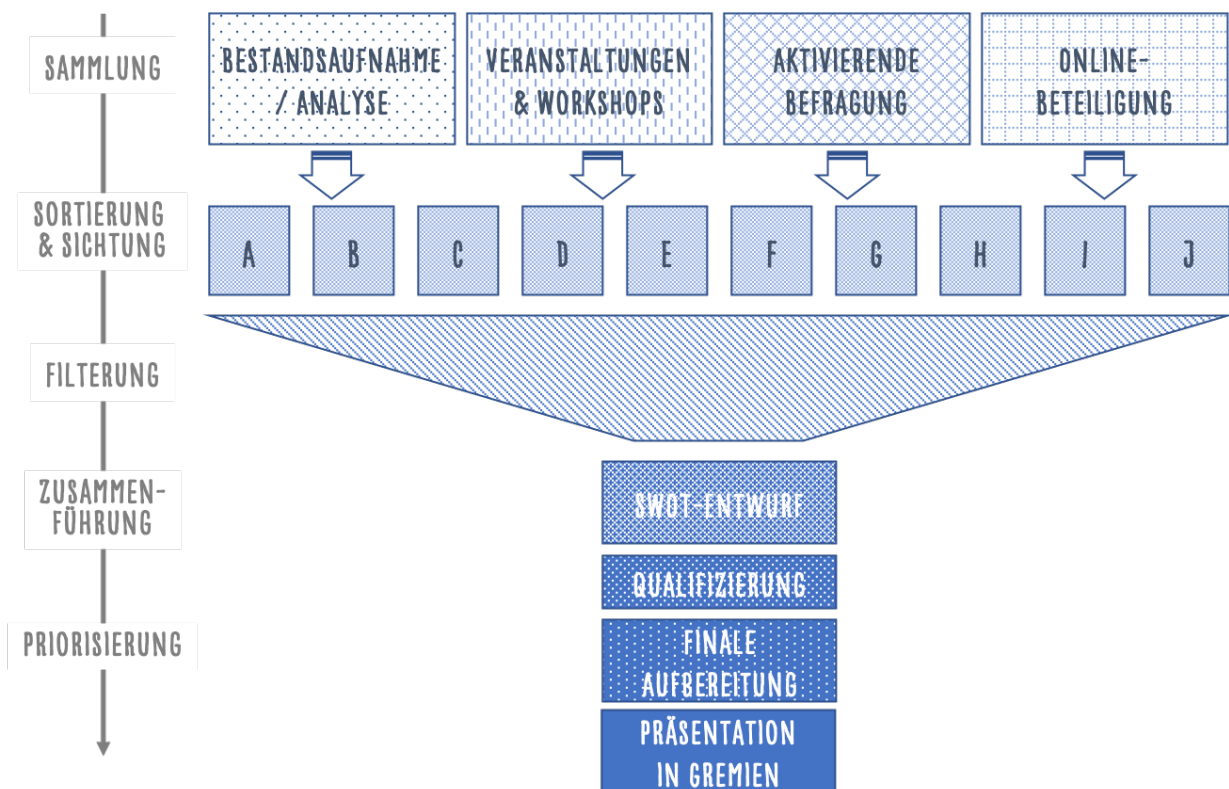 SAMMLUNG
BESTANDSAUFNAHME
/ ANALYSE
VERANSTALTUNGEN
& WORKSHOPS
AKTIVIERENDE
BEFRAGUNG
ONLINE-
BETEILIGUNG
SORTIERUNG
& SICHTUNG
A B C D E F G H I J
FILTERUNG
ZUSAMMEN-
FÜHRUNG
SWOT-ENTWURF
QUALIFIZIERUNG
PRIORISIERUNG
FINALE
AUFBEREITUNG
PRÄSENTATION
IN GREMIEN